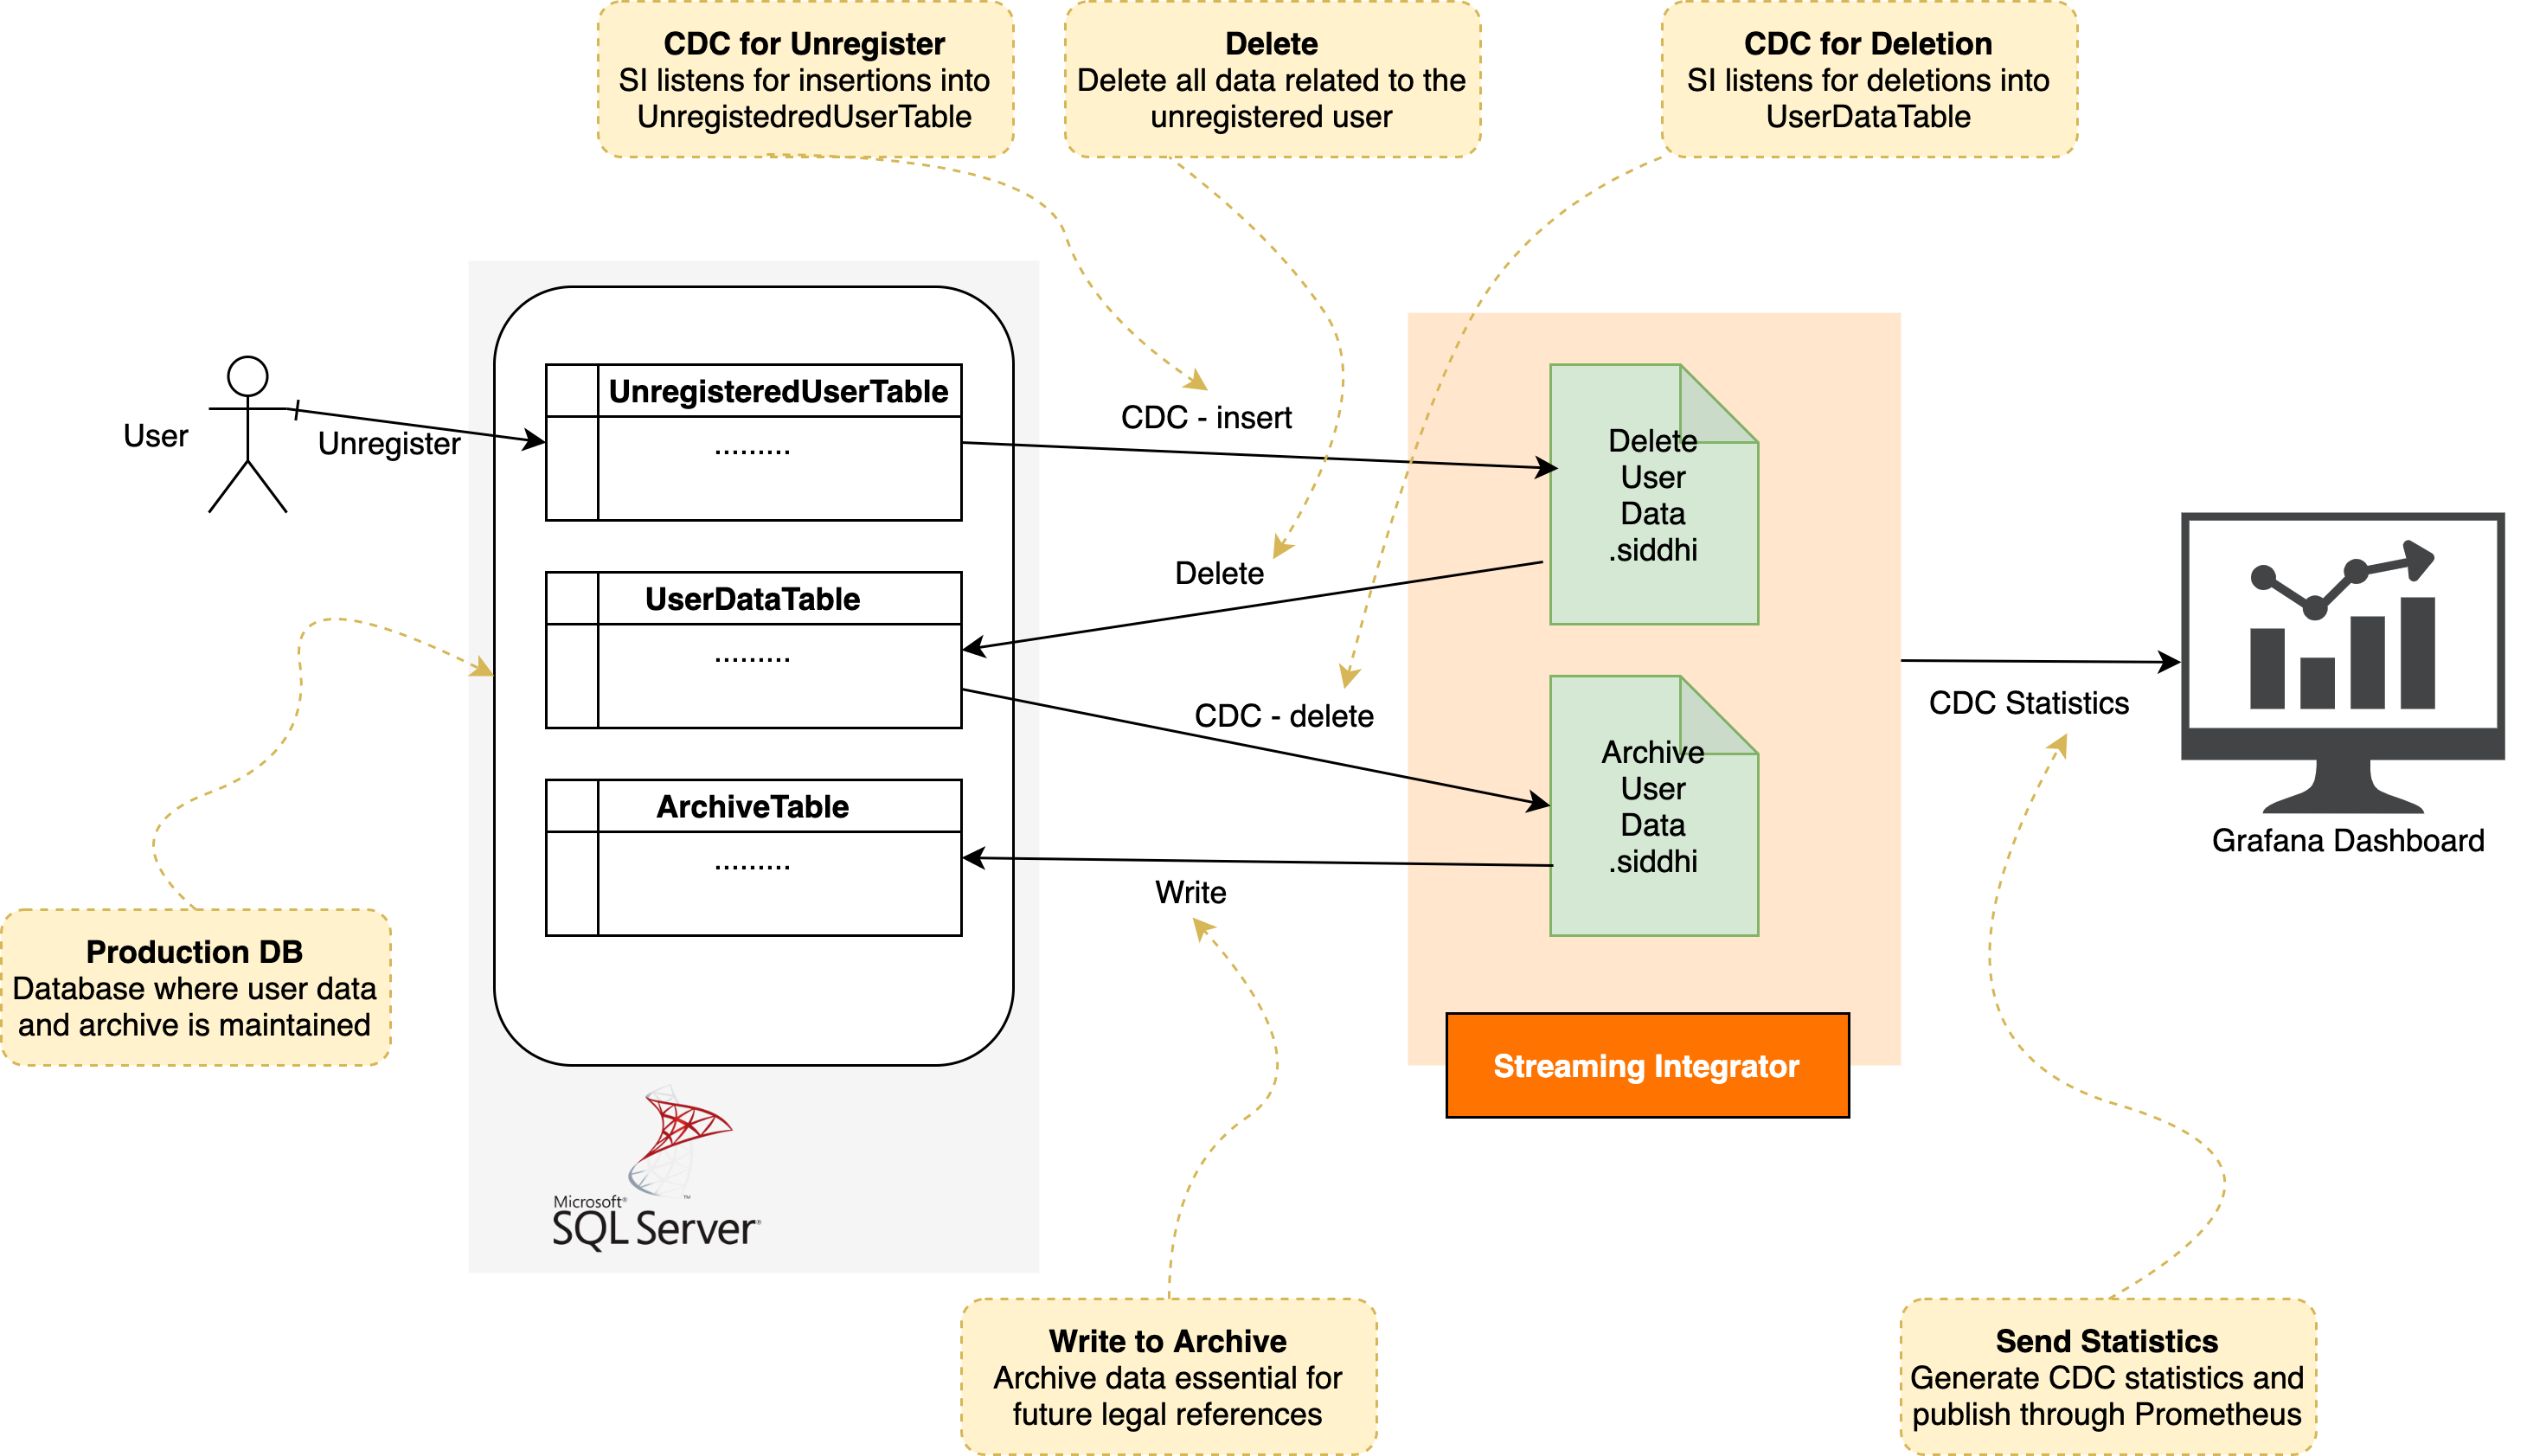 CDC for Unregister
SI listens for insertions into
UnregistedredUserTable
Delete
Delete all data related to the
unregistered user
CDC for Deletion
SI listens for deletions into
UserDataTable
User
Unregister
UnregisteredUserTable
.........
CDC - insert
Delete
User
Data
.siddhi
Delete
UserDataTable
.........
CDC - delete
CDC Statistics
Archive
User
Data
.siddhi
ArchiveTable
.........
Write
Grafana Dashboard
Production DB
Database where user data
and archive is maintained
Streaming Integrator
Microsoft®
SQL Server®
™
Write to Archive
Archive data essential for
future legal references
Send Statistics
Generate CDC statistics and
publish through Prometheus